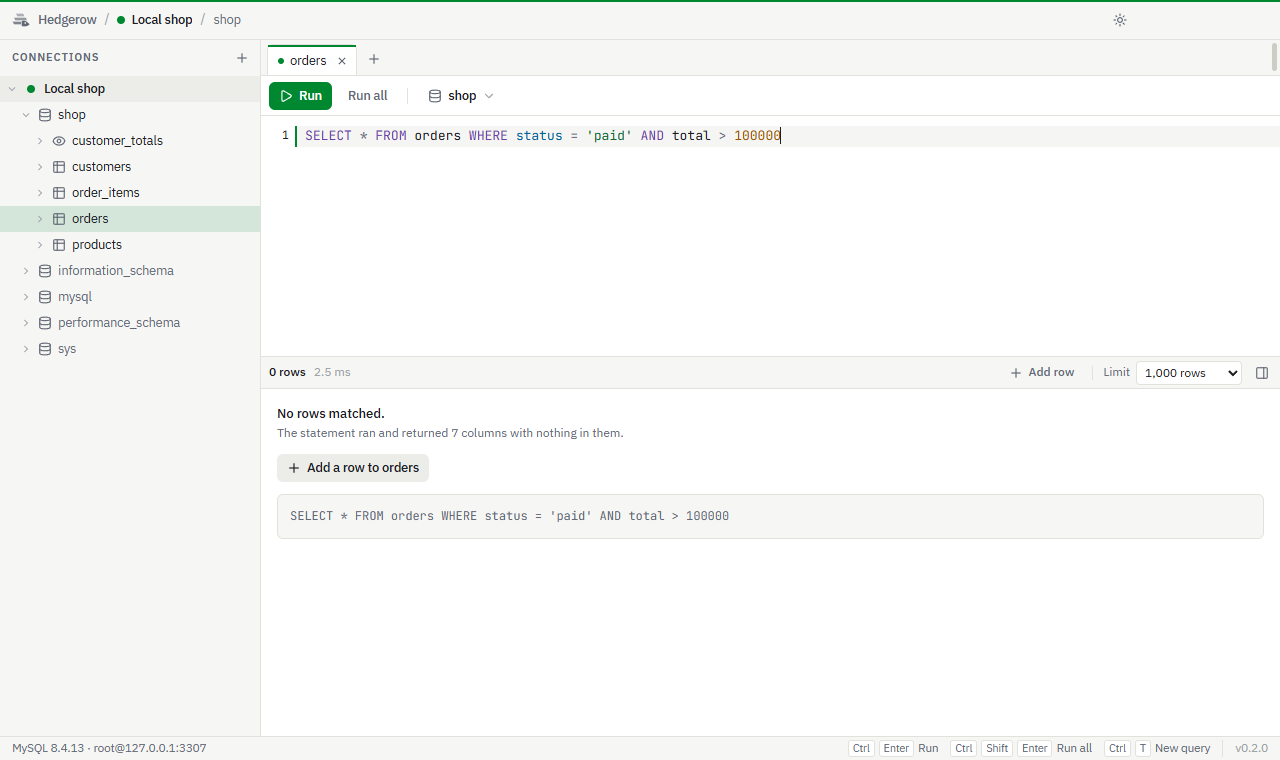 Hedgerow / Local shop / shop
CONNECTIONS
Local shop
shop
customer_totals
customers
order_items
orders
products
information_schema
mysql
performance_schema
sys
orders
Run Run all shop
1 SELECT * FROM orders WHERE status = 'paid' AND total > 100000
0 rows 2.5 ms Add row Limit 1,000 rows
No rows matched.
The statement ran and returned 7 columns with nothing in them.
Add a row to orders
SELECT * FROM orders WHERE status = 'paid' AND total > 100000
MySQL 8.4.13 · root@127.0.0.1:3307 Ctrl Enter Run Ctrl Shift Enter Run all Ctrl T New query v0.2.0